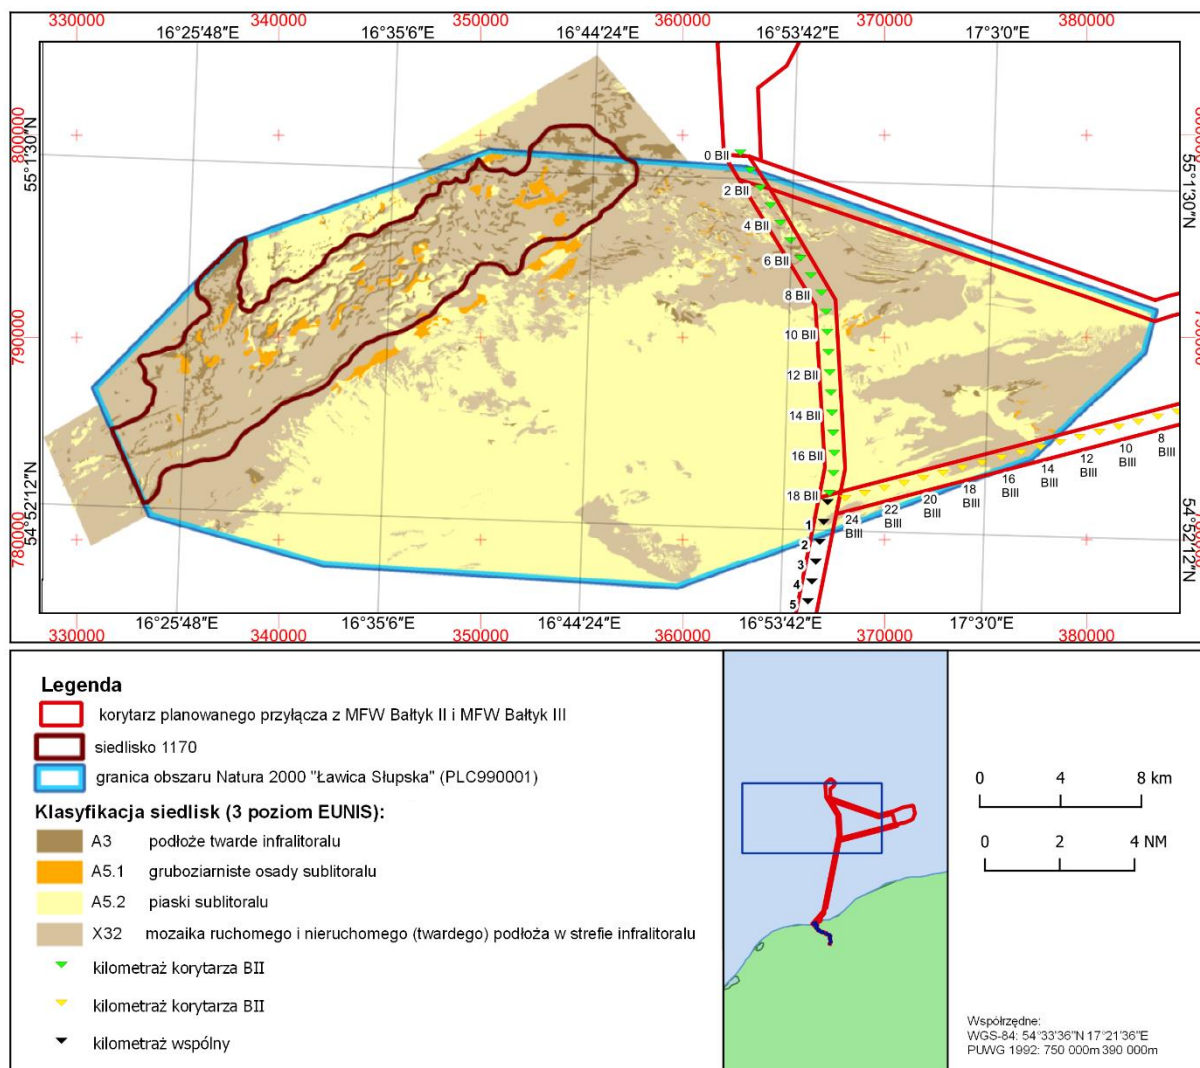 330000 340000 350000 360000 370000 380000
16°25'48"E 16°35'6"E 16°44'24"E 16°53'42"E 17°3'0"E
800000
55°1'30"N
55°1'30"N
790000
54°52'12"N
780000
54°52'12"N
0 BII
2 BII
4 BII
6 BII
8 BII
10 BII
12 BII
14 BII
16 BII
18 BII
8
BIII
10
BIII
12
BIII
14
BIII
16
BIII
18
BIII
20
BIII
22
BIII
24
BIII
1
2
3
4
5
16°25'48"E 16°35'6"E 16°44'24"E 16°53'42"E 17°3'0"E
330000 340000 350000 360000 370000 380000
Legenda
korytarz planowanego przyłącza z MFW Bałtyk II i MFW Bałtyk III
siedlisko 1170
granica obszaru Natura 2000 "Ławica Słupska" (PLC990001)
Klasyfikacja siedlisk (3 poziom EUNIS):
A3 podłoże twarde infralitoralu
A5.1 gruboziarniste osady sublitoralu
A5.2 piaski sublitoralu
X32 mozaika ruchomego i nieruchomego (twardego) podłoża w strefie infralitoralu
kilometraż korytarza BII
kilometraż korytarza BII
kilometraż wspólny
0 4 8 km
0 2 4 NM
Współrzędne:
WGS-84: 54°33'36"N 17°21'36"E
PUWG 1992: 750 000m 390 000m